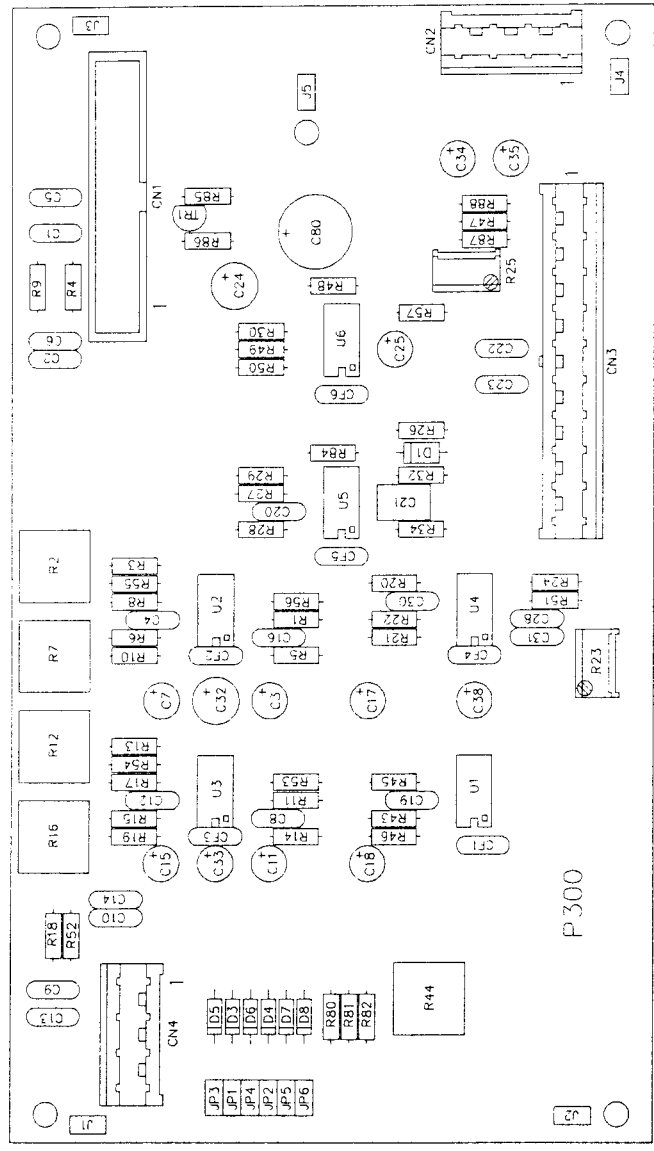 J3
CN2
J4
1
J5
C5
C1
R9
R4
C6
C2
CN1
1
R85
TR1
R86
C24
+
C80
+
R48
C34
+
C35
+
R88
R47
R87
R25
1
CN3
R30
R49
R50
U6
CF6
R57
C25
+
C22
C23
R84
R26
D1
R32
C21
R34
R29
R27
C20
R28
U5
CF5
R2
R7
R12
R16
R3
R55
R8
C4
R6
R10
U2
CF2
R56
R1
C16
R5
R20
C30
R22
R21
U4
CF4
R24
R51
C28
C31
R23
C7
+
C32
+
C3
+
C17
+
C38
+
R13
R54
R17
C12
R15
R19
U3
CF3
R53
R11
C8
R14
R45
C19
R43
R46
U1
CF1
C15
+
C33
+
C11
+
C18
+
C14
C10
R18
R52
C9
C13
1
CN4
D5
D3
D6
D4
D7
D8
R80
R81
R82
R44
P300
JP3
JP1
JP4
JP2
JP5
JP6
J1
J2